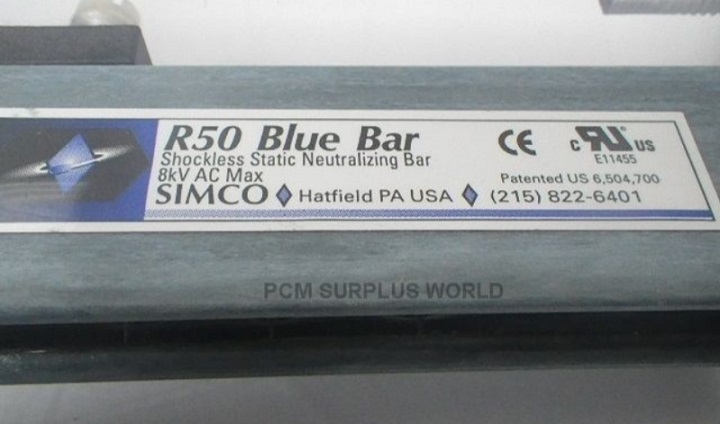 R50 Blue Bar
Shockless Static Neutralizing Bar
8kV AC Max
SIMCO Hatfield PA USA (215) 822-6401
CE
c RU US
E11455
Patented US 6,504,700
PCM SURPLUS WORLD